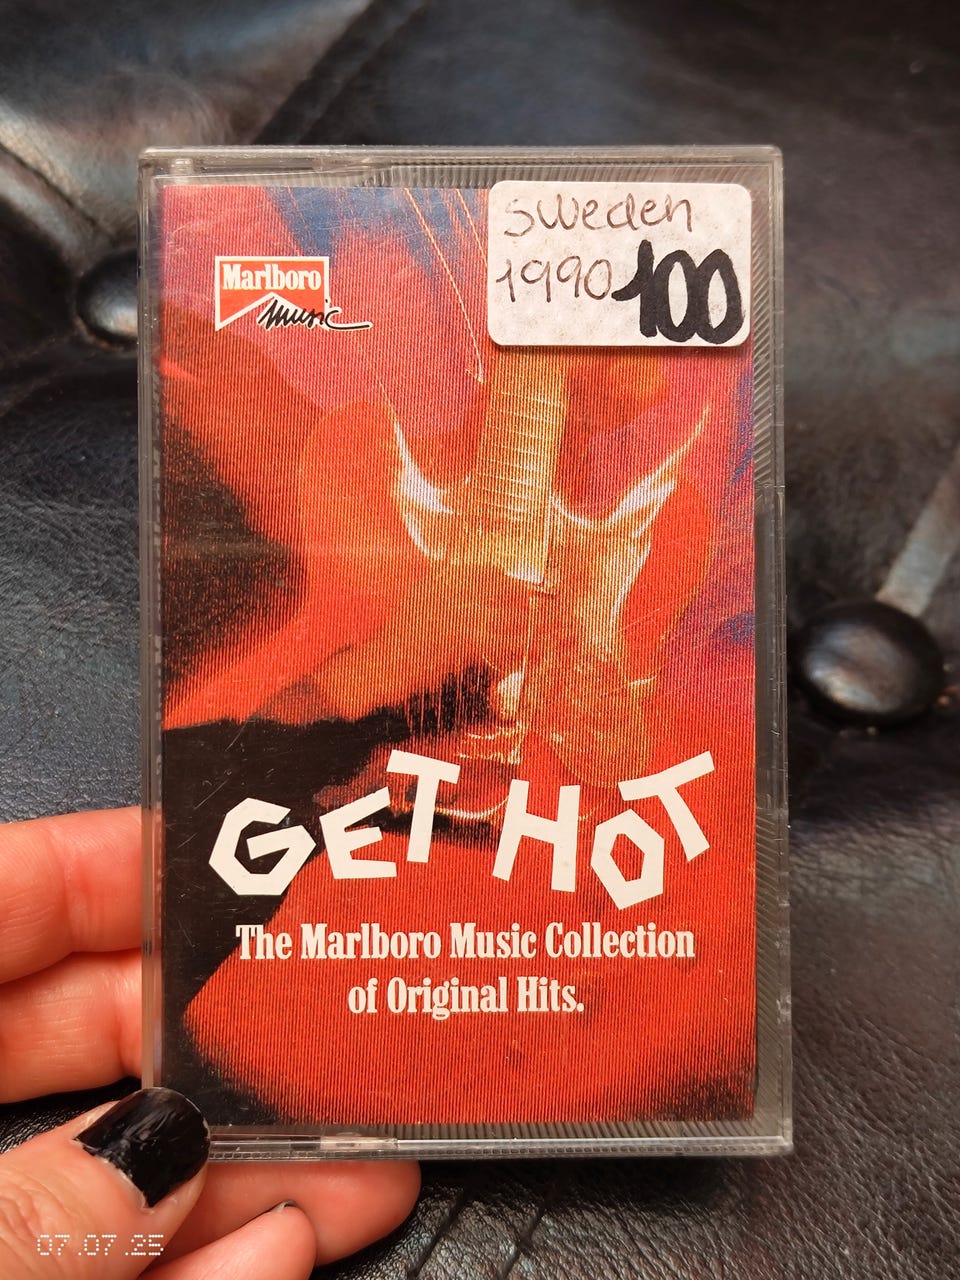 Marlboro
Music
Sweden
1990 100
GET HOT
The Marlboro Music Collection
of Original Hits.
07.07.25